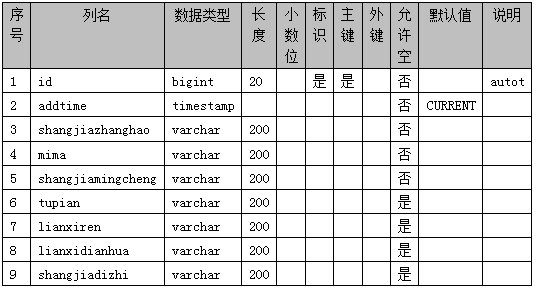 序号 列名 数据类型 长度 小数位 标识 主键 外键 允许空 默认值 说明
1 id bigint 20 是 是 否 autot
2 addtime timestamp 否 CURRENT
3 shangjiazhanghao varchar 200 否
4 mima varchar 200 否
5 shangjiamingcheng varchar 200 否
6 tupian varchar 200 是
7 lianxiren varchar 200 是
8 lianxidianhua varchar 200 是
9 shangjiadizhi varchar 200 是